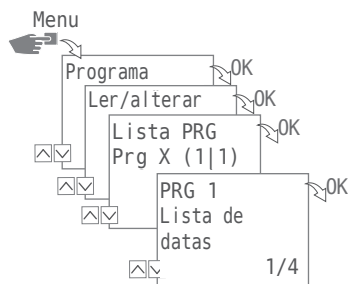 Menu
Programa
OK
Ler/alterar
OK
Lista PRG
OK
Prg X (1|1)
PRG 1
OK
Lista de
datas
1/4